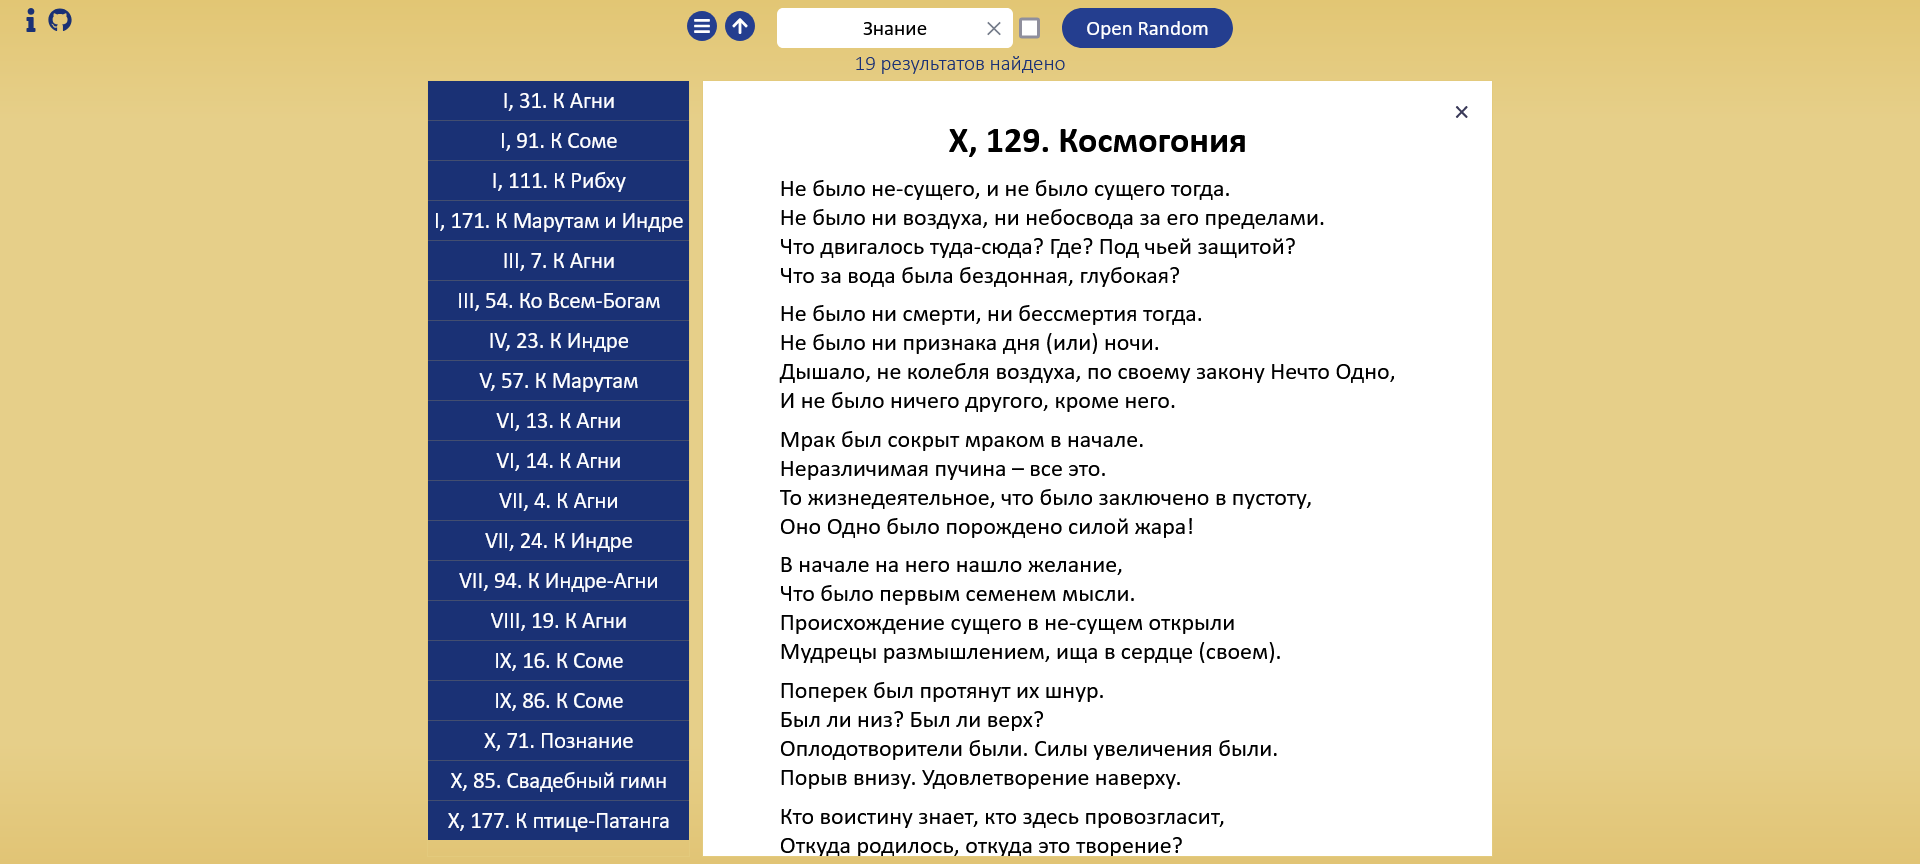 Знание
Open Random
19 результатов найдено
I, 31. К Агни
I, 91. К Соме
I, 111. К Рибху
I, 171. К Марутам и Индре
III, 7. К Агни
III, 54. Ко Всем-Богам
IV, 23. К Индре
V, 57. К Марутам
VI, 13. К Агни
VI, 14. К Агни
VII, 4. К Агни
VII, 24. К Индре
VII, 94. К Индре-Агни
VIII, 19. К Агни
IX, 16. К Соме
IX, 86. К Соме
X, 71. Познание
X, 85. Свадебный гимн
X, 177. К птице-Патанга
X, 129. Космогония
Не было не-сущего, и не было сущего тогда.
Не было ни воздуха, ни небосвода за его пределами.
Что двигалось туда-сюда? Где? Под чьей защитой?
Что за вода была бездонная, глубокая?
Не было ни смерти, ни бессмертия тогда.
Не было ни признака дня (или) ночи.
Дышало, не колебля воздуха, по своему закону Нечто Одно,
И не было ничего другого, кроме него.
Мрак был сокрыт мраком в начале.
Неразличимая пучина – все это.
То жизнедеятельное, что было заключено в пустоту,
Оно Одно было порождено силой жара!
В начале на него нашло желание,
Что было первым семенем мысли.
Происхождение сущего в не-сущем открыли
Мудрецы размышлением, ища в сердце (своем).
Поперек был протянут их шнур.
Был ли низ? Был ли верх?
Оплодотворители были. Силы увеличения были.
Порыв внизу. Удовлетворение наверху.
Кто воистину знает, кто здесь провозгласит,
Откуда родилось, откуда это творение?